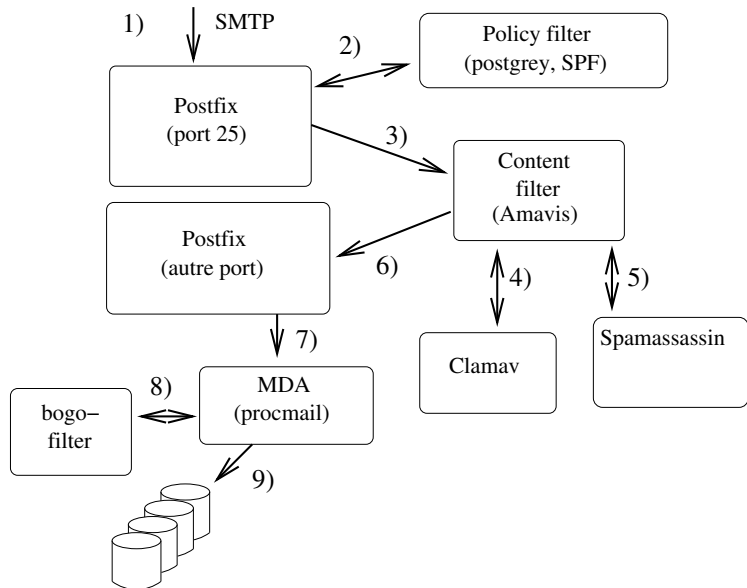 1)
SMTP
2)
Policy filter
(postgrey, SPF)
Postfix
(port 25)
3)
Content
filter
(Amavis)
Postfix
(autre port)
6)
4)
5)
7)
Clamav
Spamassassin
8)
MDA
(procmail)
bogo−
filter
9)